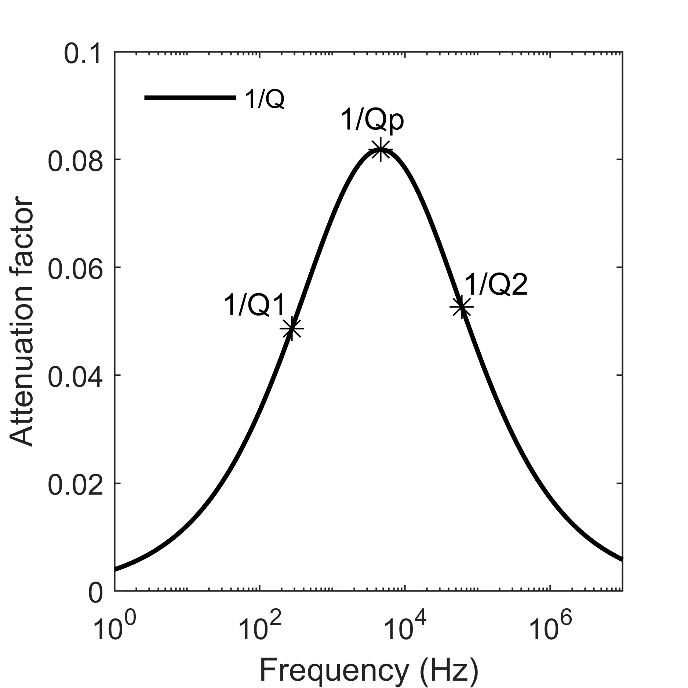 0.1
1/Q
1/Qp
0.08
0.06
1/Q2
1/Q1
0.04
0.02
0
10^0
10^2
10^4
10^6
Attenuation factor
Frequency (Hz)